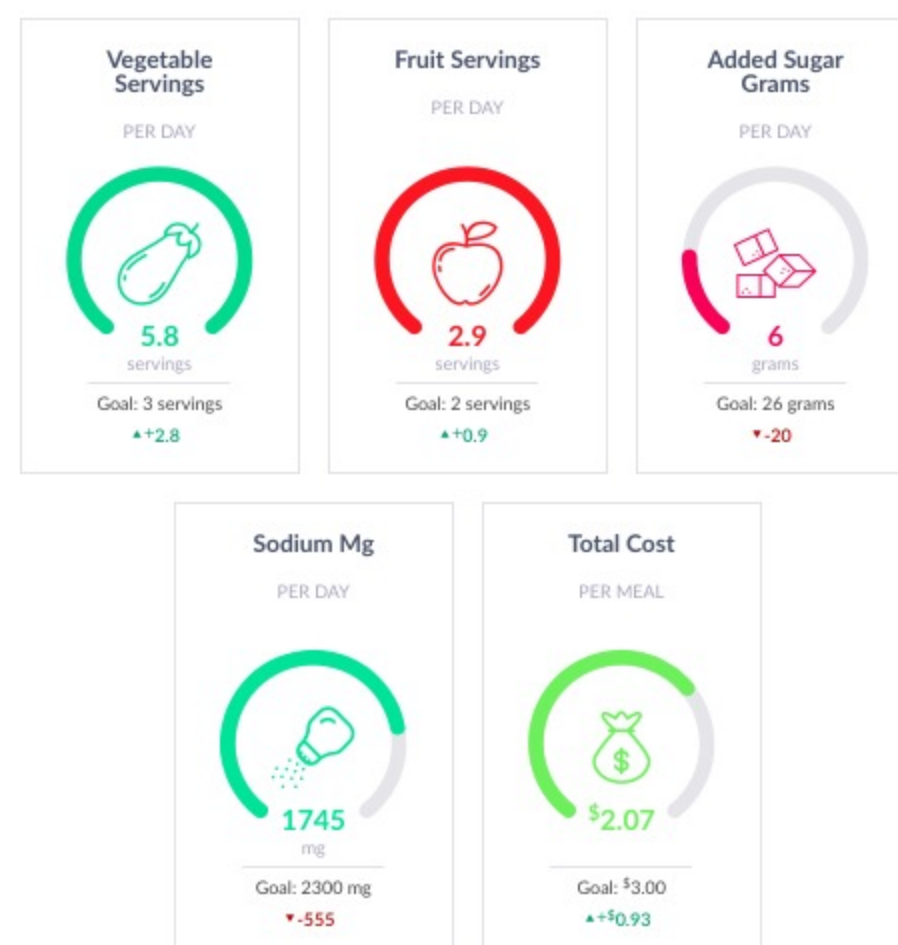 Vegetable
Servings
PER DAY
5.8
servings
Goal: 3 servings
▲+2.8
Fruit Servings
PER DAY
2.9
servings
Goal: 2 servings
▲+0.9
Added Sugar
Grams
PER DAY
6
grams
Goal: 26 grams
▼-20
Sodium Mg
PER DAY
1745
mg
Goal: 2300 mg
▼-555
Total Cost
PER MEAL
$
$2.07
Goal: $3.00
▲+$0.93